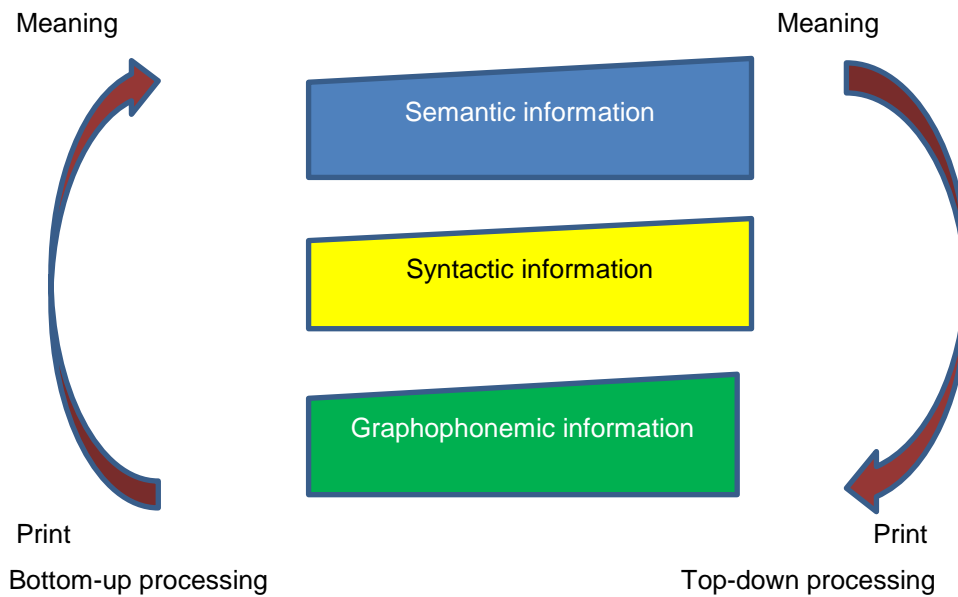 Meaning
Meaning
Semantic information
Syntactic information
Graphophonemic information
Print
Print
Bottom-up processing
Top-down processing